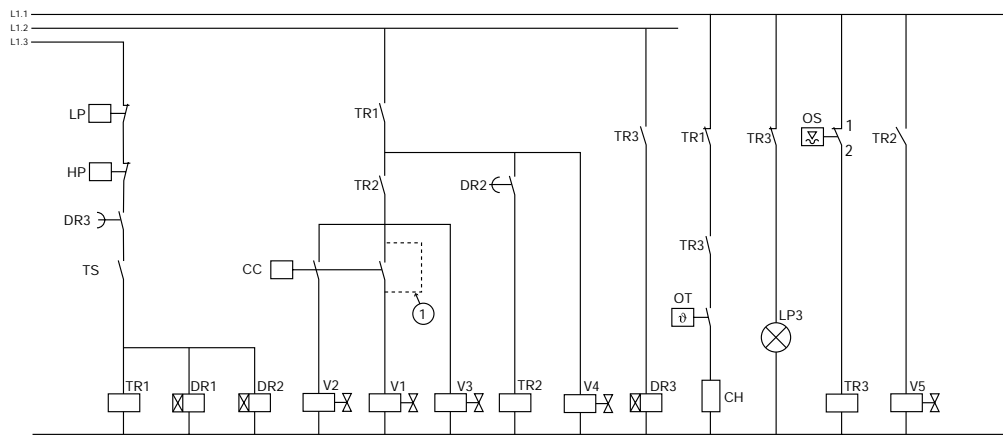 L1.1
L1.2
L1.3
LP
HP
DR3
TS
CC
TR1
TR2
DR2
1
TR3
TR1
TR3
OT
ϑ
TR3
LP3
OS
1
2
TR2
TR1
DR1
DR2
V2
V1
V3
TR2
V4
DR3
CH
TR3
V5